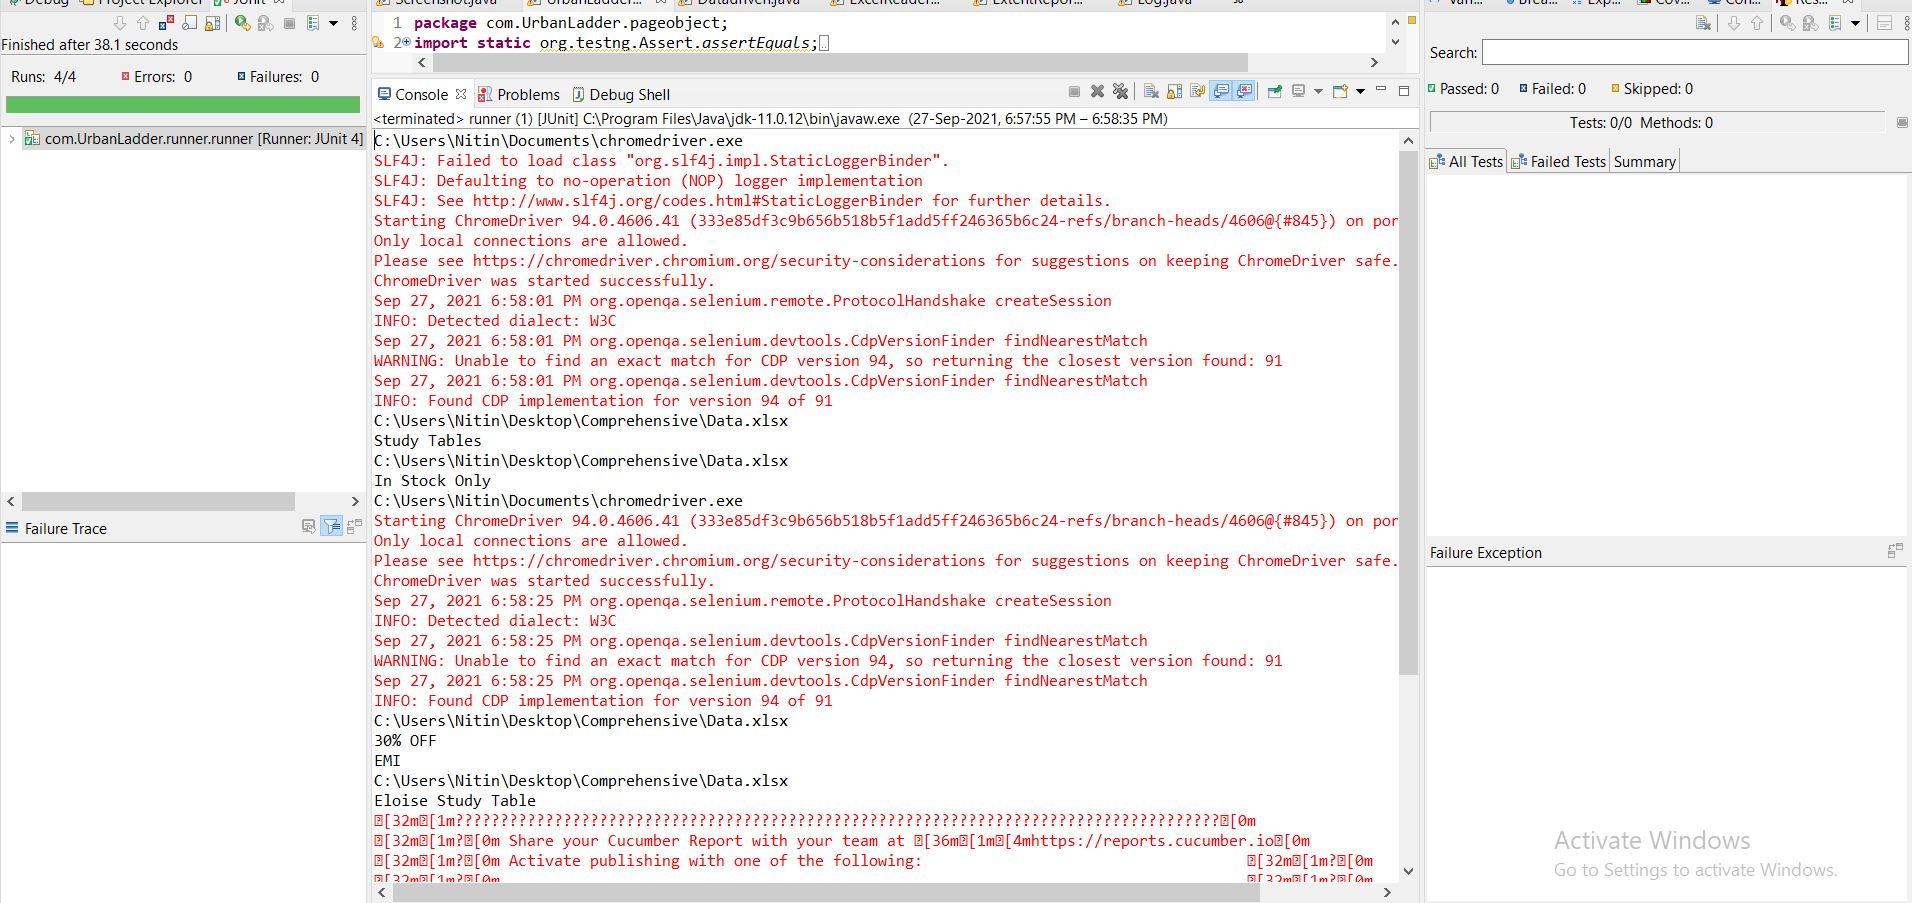 Debug Project Explorer JUnit
Finished after 38.1 seconds
Runs: 4/4 Errors: 0 Failures: 0
com.UrbanLadder.runner.runner [Runner: JUnit 4]
Failure Trace
Screenshot.java UrbanLadder... Datadriven.java ExcelReader... ExtentRepor... Log.java
1 package com.UrbanLadder.pageobject;
2 import static org.testng.Assert.assertEquals;
Console Problems Debug Shell
<terminated> runner (1) [JUnit] C:\Program Files\Java\jdk-11.0.12\bin\javaw.exe (27-Sep-2021, 6:57:55 PM – 6:58:35 PM)
C:\Users\Nitin\Documents\chromedriver.exe
SLF4J: Failed to load class "org.slf4j.impl.StaticLoggerBinder".
SLF4J: Defaulting to no-operation (NOP) logger implementation
SLF4J: See http://www.slf4j.org/codes.html#StaticLoggerBinder for further details.
Starting ChromeDriver 94.0.4606.41 (333e85df3c9b656b518b5f1add5ff246365b6c24-refs/branch-heads/4606@{#845}) on por
Only local connections are allowed.
Please see https://chromedriver.chromium.org/security-considerations for suggestions on keeping ChromeDriver safe.
ChromeDriver was started successfully.
Sep 27, 2021 6:58:01 PM org.openqa.selenium.remote.ProtocolHandshake createSession
INFO: Detected dialect: W3C
Sep 27, 2021 6:58:01 PM org.openqa.selenium.devtools.CdpVersionFinder findNearestMatch
WARNING: Unable to find an exact match for CDP version 94, so returning the closest version found: 91
Sep 27, 2021 6:58:01 PM org.openqa.selenium.devtools.CdpVersionFinder findNearestMatch
INFO: Found CDP implementation for version 94 of 91
C:\Users\Nitin\Desktop\Comprehensive\Data.xlsx
Study Tables
C:\Users\Nitin\Desktop\Comprehensive\Data.xlsx
In Stock Only
C:\Users\Nitin\Documents\chromedriver.exe
Starting ChromeDriver 94.0.4606.41 (333e85df3c9b656b518b5f1add5ff246365b6c24-refs/branch-heads/4606@{#845}) on por
Only local connections are allowed.
Please see https://chromedriver.chromium.org/security-considerations for suggestions on keeping ChromeDriver safe.
ChromeDriver was started successfully.
Sep 27, 2021 6:58:25 PM org.openqa.selenium.remote.ProtocolHandshake createSession
INFO: Detected dialect: W3C
Sep 27, 2021 6:58:25 PM org.openqa.selenium.devtools.CdpVersionFinder findNearestMatch
WARNING: Unable to find an exact match for CDP version 94, so returning the closest version found: 91
Sep 27, 2021 6:58:25 PM org.openqa.selenium.devtools.CdpVersionFinder findNearestMatch
INFO: Found CDP implementation for version 94 of 91
C:\Users\Nitin\Desktop\Comprehensive\Data.xlsx
30% OFF
EMI
C:\Users\Nitin\Desktop\Comprehensive\Data.xlsx
Eloise Study Table
[32m[1m?????????????????????????????????????????????????????????????????????????????????????[0m
[32m[1m?[0m Share your Cucumber Report with your team at [36m[1m[4mhttps://reports.cucumber.io[0m
[32m[1m?[0m Activate publishing with one of the following: [32m[1m?[0m
[32m[1m?[0m [32m[1m?[0m
Vari... Brea... Exp... Cov... Con... Res...
Search:
Passed: 0 Failed: 0 Skipped: 0
Tests: 0/0 Methods: 0
All Tests Failed Tests Summary
Failure Exception
Activate Windows
Go to Settings to activate Windows.